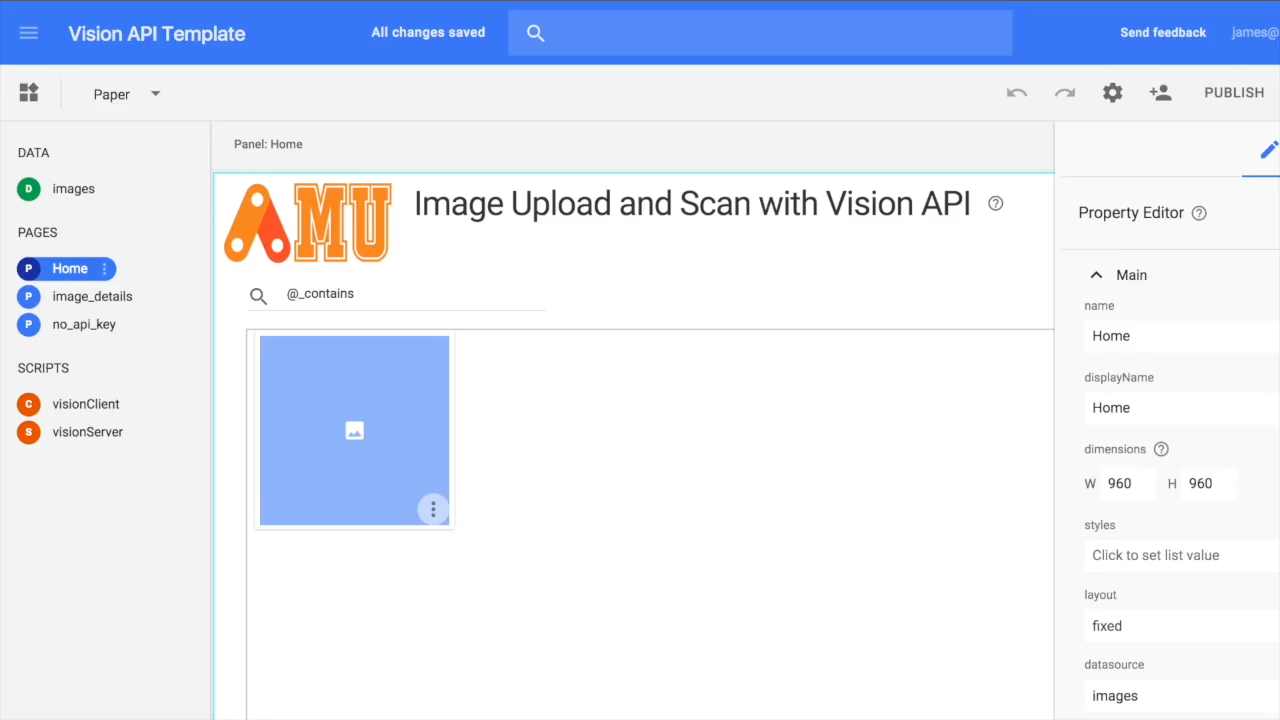 Vision API Template
All changes saved
Send feedback
james@
Paper
PUBLISH
DATA
D images
PAGES
P Home
P image_details
P no_api_key
SCRIPTS
C visionClient
S visionServer
Panel: Home
AMU
Image Upload and Scan with Vision API ?
@_contains
Property Editor ?
Main
name
Home
displayName
Home
dimensions ?
W 960 H 960
styles
Click to set list value
layout
fixed
datasource
images